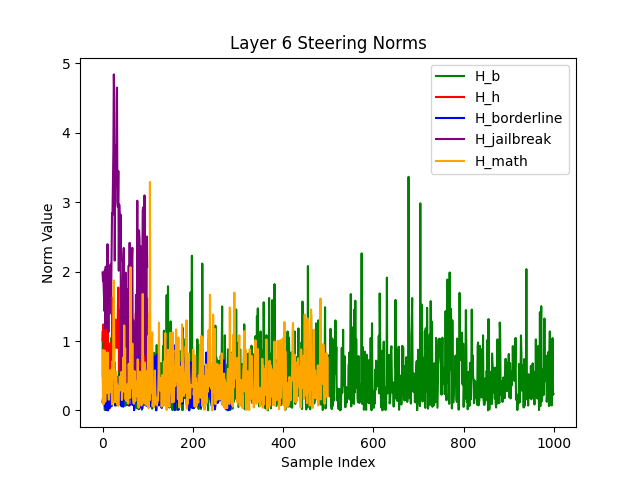 Layer 6 Steering Norms
H_b
H_h
H_borderline
H_jailbreak
H_math
Norm Value
5
4
3
2
1
0
0 200 400 600 800 1000
Sample Index